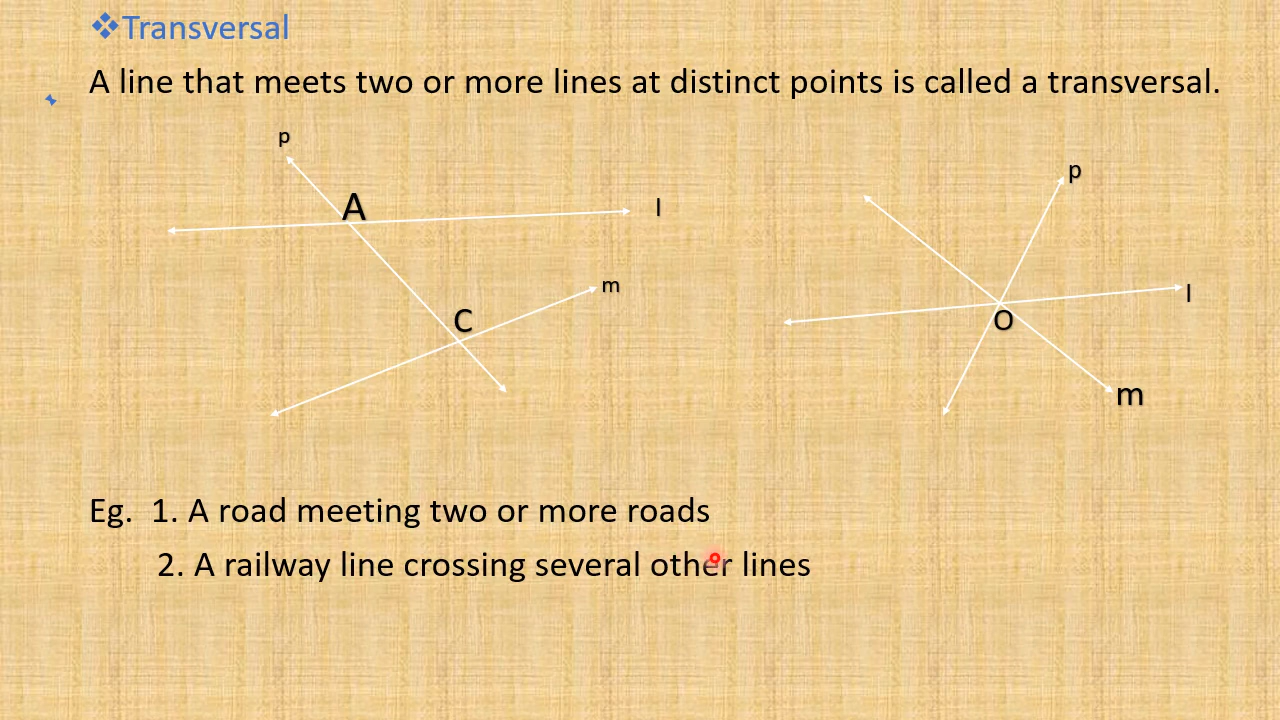 ❖Transversal
A line that meets two or more lines at distinct points is called a transversal.
p
A
l
m
C
p
l
O
m
Eg. 1. A road meeting two or more roads
2. A railway line crossing several other lines